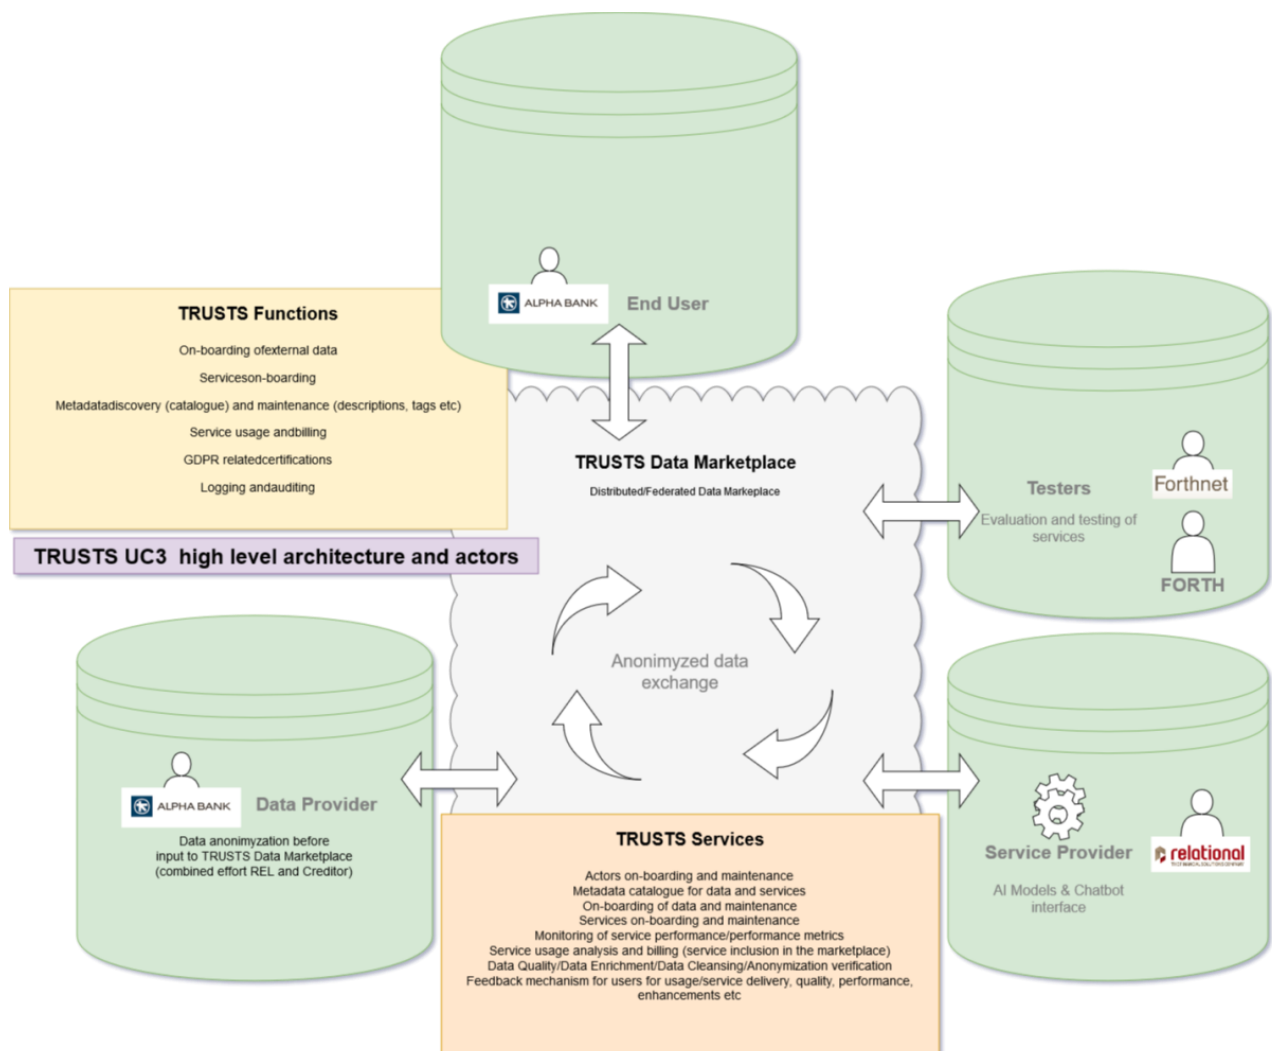 ALPHA BANK
End User
TRUSTS Functions
On-boarding ofexternal data
Serviceson-boarding
Metadatadiscovery (catalogue) and maintenance (descriptions, tags etc)
Service usage andbilling
GDPR relatedcertifications
Logging andauditing
TRUSTS UC3 high level architecture and actors
TRUSTS Data Marketplace
Distributed/Federated Data Markeplace
Anonimyzed data
exchange
Testers
Evaluation and testing of
services
Forthnet
FORTH
ALPHA BANK
Data Provider
Data anonimyzation before
input to TRUSTS Data Marketplace
(combined effort REL and Creditor)
TRUSTS Services
Actors on-boarding and maintenance
Metadata catalogue for data and services
On-boarding of data and maintenance
Services on-boarding and maintenance
Monitoring of service performance/performance metrics
Service usage analysis and billing (service inclusion in the marketplace)
Data Quality/Data Enrichment/Data Cleansing/Anonymization verification
Feedback mechanism for users for usage/service delivery, quality, performance,
enhancements etc
Service Provider
AI Models & Chatbot
interface
relational